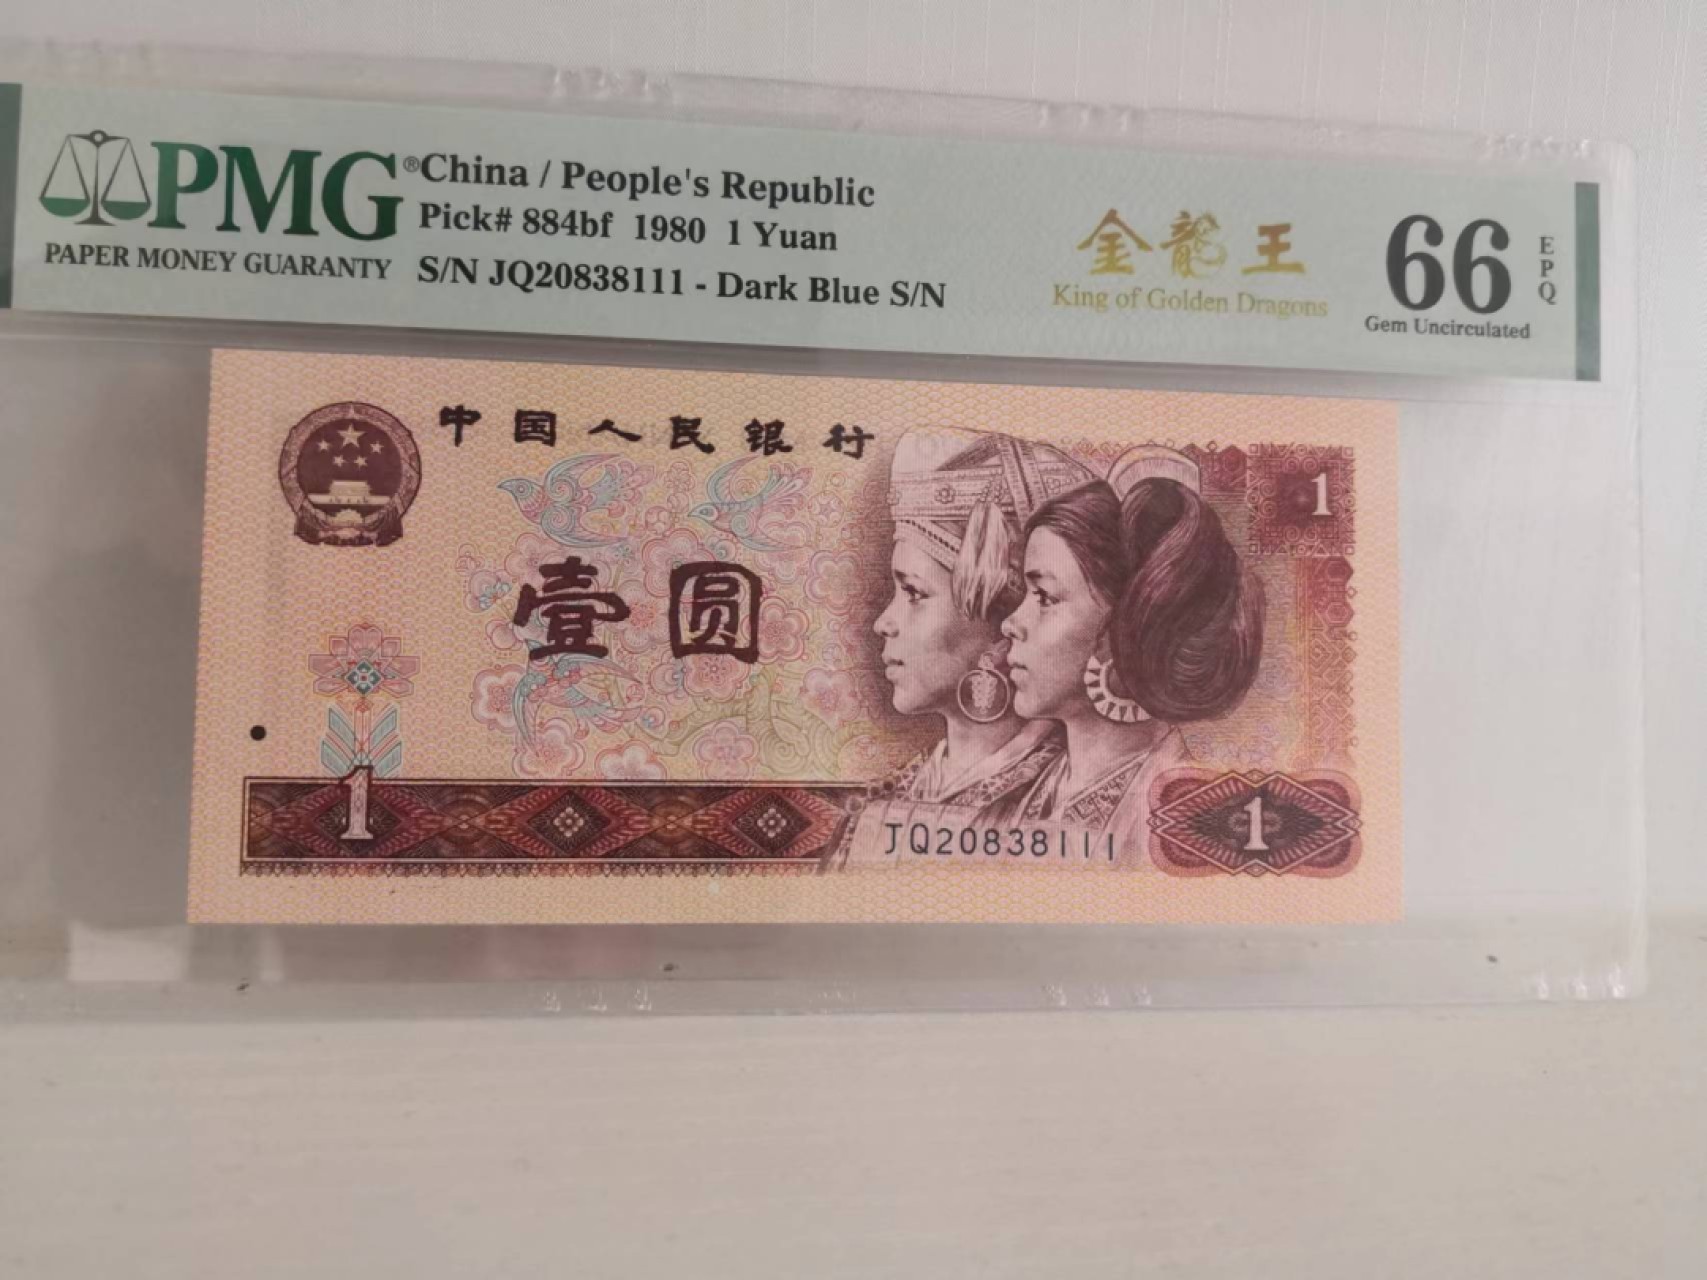 PMG® China / People's Republic
Pick# 884bf 1980 1 Yuan
PAPER MONEY GUARANTY S/N JQ20838111 - Dark Blue S/N
金龍王
King of Golden Dragons
66 EPQ
Gem Uncirculated
中国人民银行
1
壹圆
1
JQ20838111
1